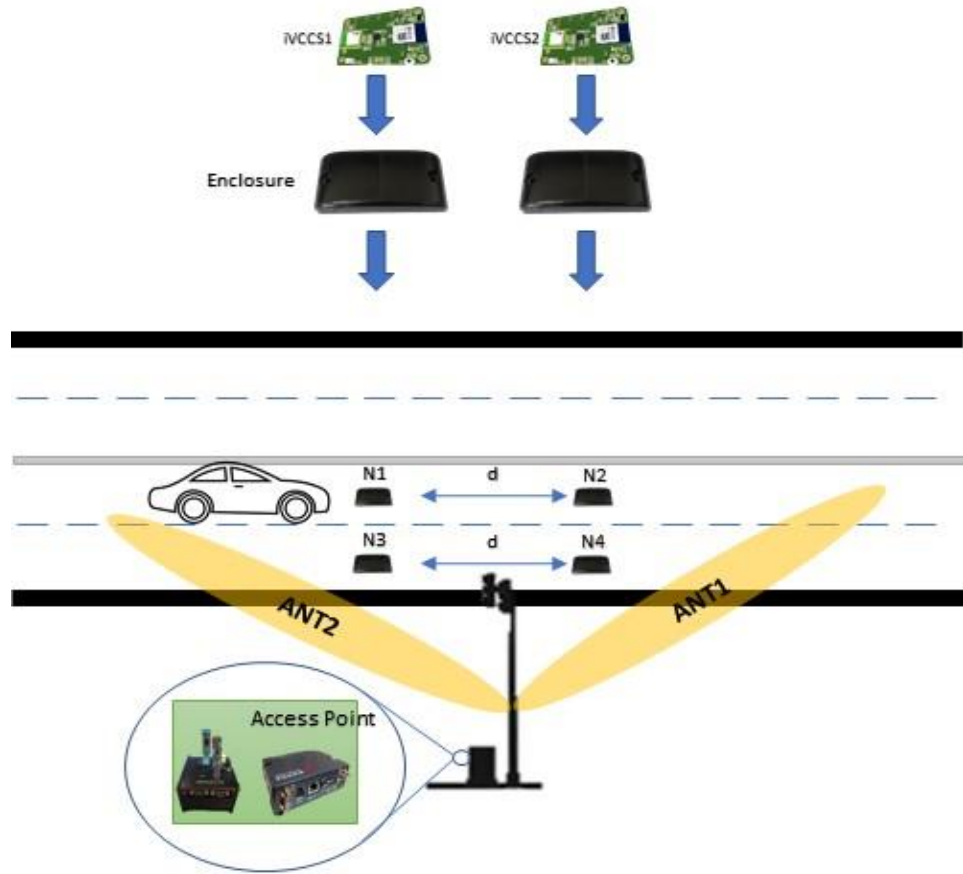 iVCCS1
iVCCS2
Enclosure
N1
d
N2
N3
d
N4
ANT2
ANT1
Access Point